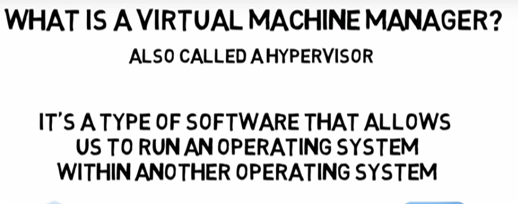 WHAT IS A VIRTUAL MACHINE MANAGER?
ALSO CALLED A HYPERVISOR
IT'S A TYPE OF SOFTWARE THAT ALLOWS
US TO RUN AN OPERATING SYSTEM
WITHIN ANOTHER OPERATING SYSTEM